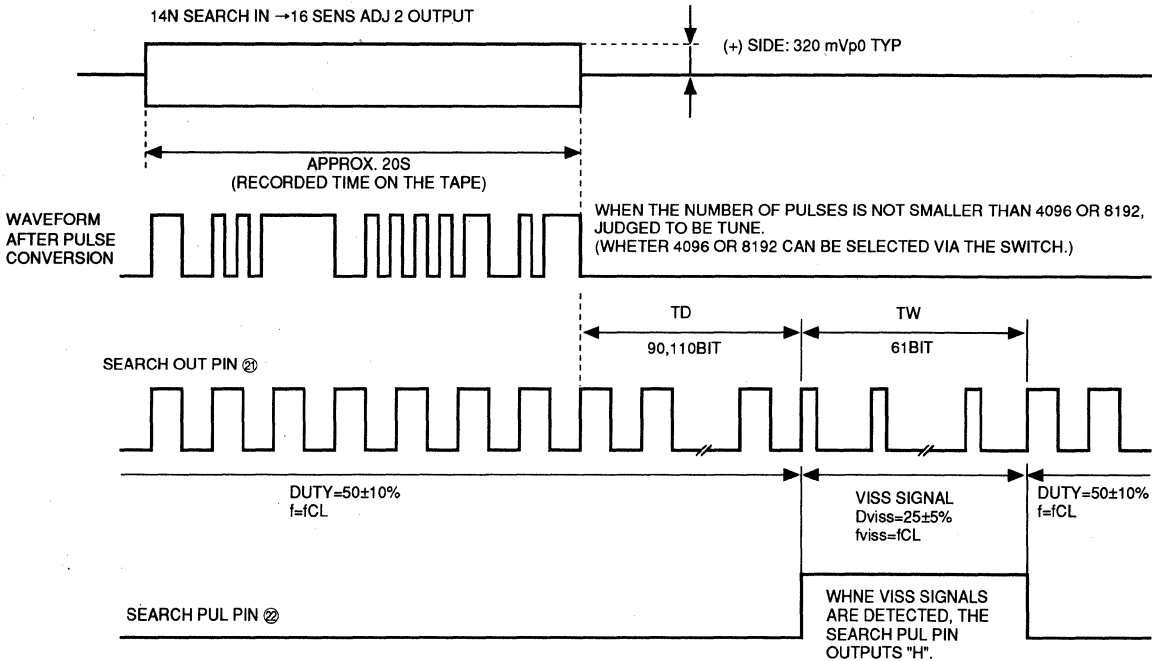 14N SEARCH IN →16 SENS ADJ 2 OUTPUT
(+) SIDE: 320 mVp0 TYP
APPROX. 20S
(RECORDED TIME ON THE TAPE)
WAVEFORM
AFTER PULSE
CONVERSION
WHEN THE NUMBER OF PULSES IS NOT SMALLER THAN 4096 OR 8192,
JUDGED TO BE TUNE.
(WHETER 4096 OR 8192 CAN BE SELECTED VIA THE SWITCH.)
TD
TW
90,110BIT
61BIT
SEARCH OUT PIN ㉑
DUTY=50±10%
f=fCL
VISS SIGNAL
Dviss=25±5%
fviss=fCL
DUTY=50±10%
f=fCL
SEARCH PUL PIN ㉒
WHNE VISS SIGNALS
ARE DETECTED, THE
SEARCH PUL PIN
OUTPUTS "H".